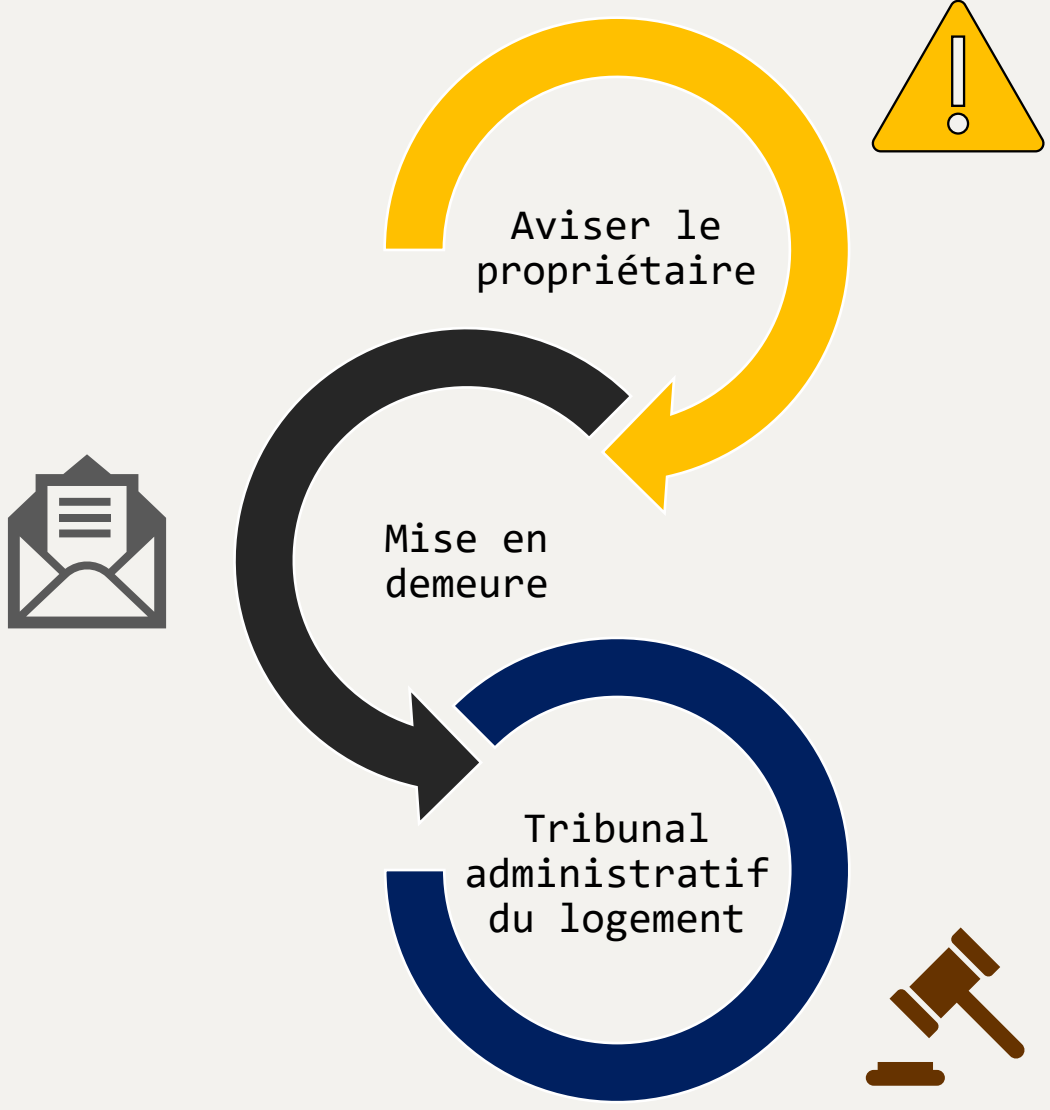 Aviser le
propriétaire
Mise en
demeure
Tribunal
administratif
du logement